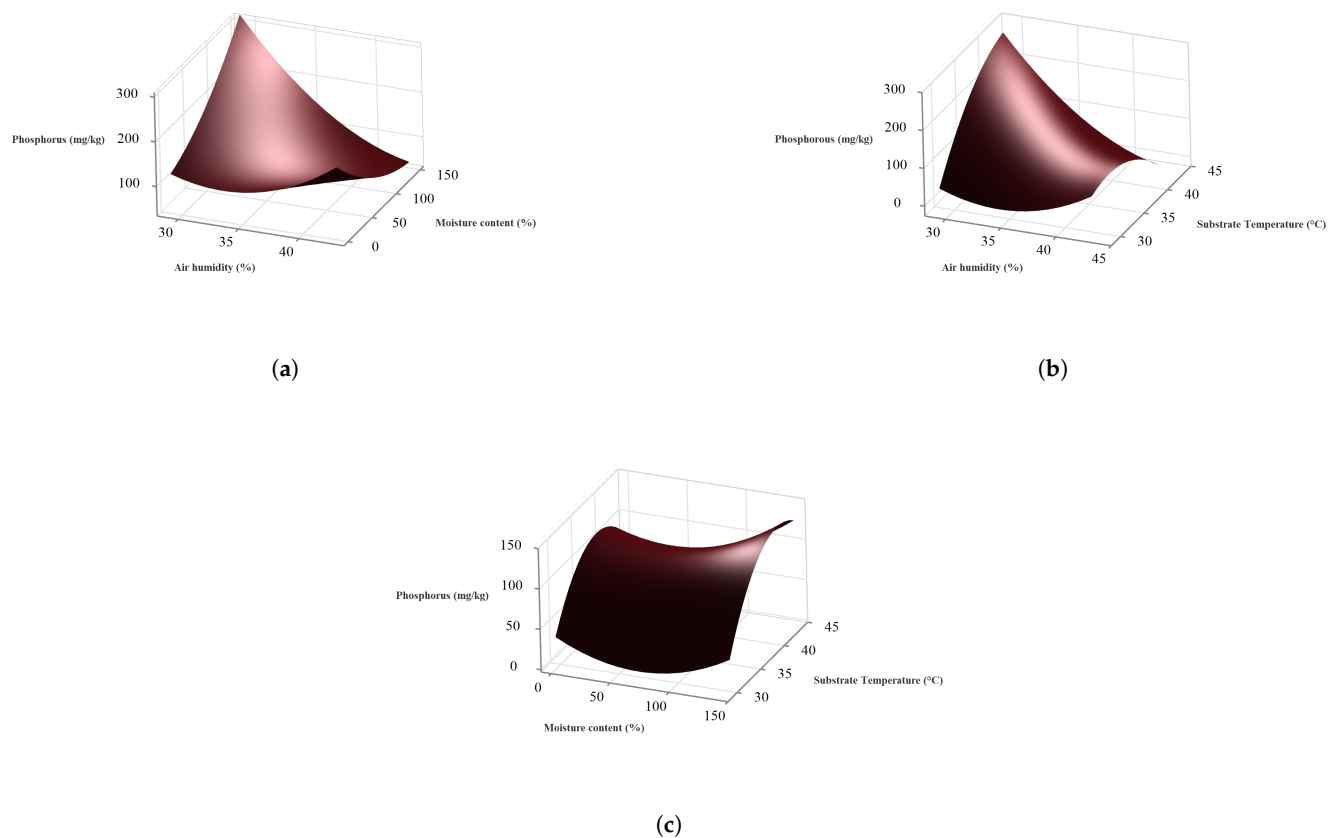 300
200
100
Phosphorus (mg/kg)
30
35
40
Air humidity (%)
0
50
100
150
Moisture content (%)
(a)
300
200
100
0
Phosphorous (mg/kg)
30
35
40
45
Air humidity (%)
30
35
40
45
Substrate Temperature (°C)
(b)
150
100
50
0
Phosphorus (mg/kg)
0
50
100
150
Moisture content (%)
30
35
40
45
Substrate Temperature (°C)
(c)